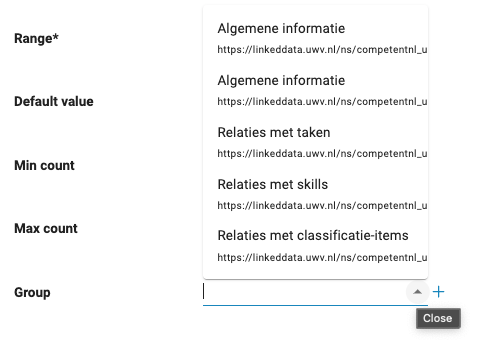 Range*
Default value
Min count
Max count
Group
Algemene informatie
https://linkeddata.uwv.nl/ns/competentnl_u
Algemene informatie
https://linkeddata.uwv.nl/ns/competentnl_u
Relaties met taken
https://linkeddata.uwv.nl/ns/competentnl_u
Relaties met skills
https://linkeddata.uwv.nl/ns/competentnl_u
Relaties met classificatie-items
https://linkeddata.uwv.nl/ns/competentnl_u
Close